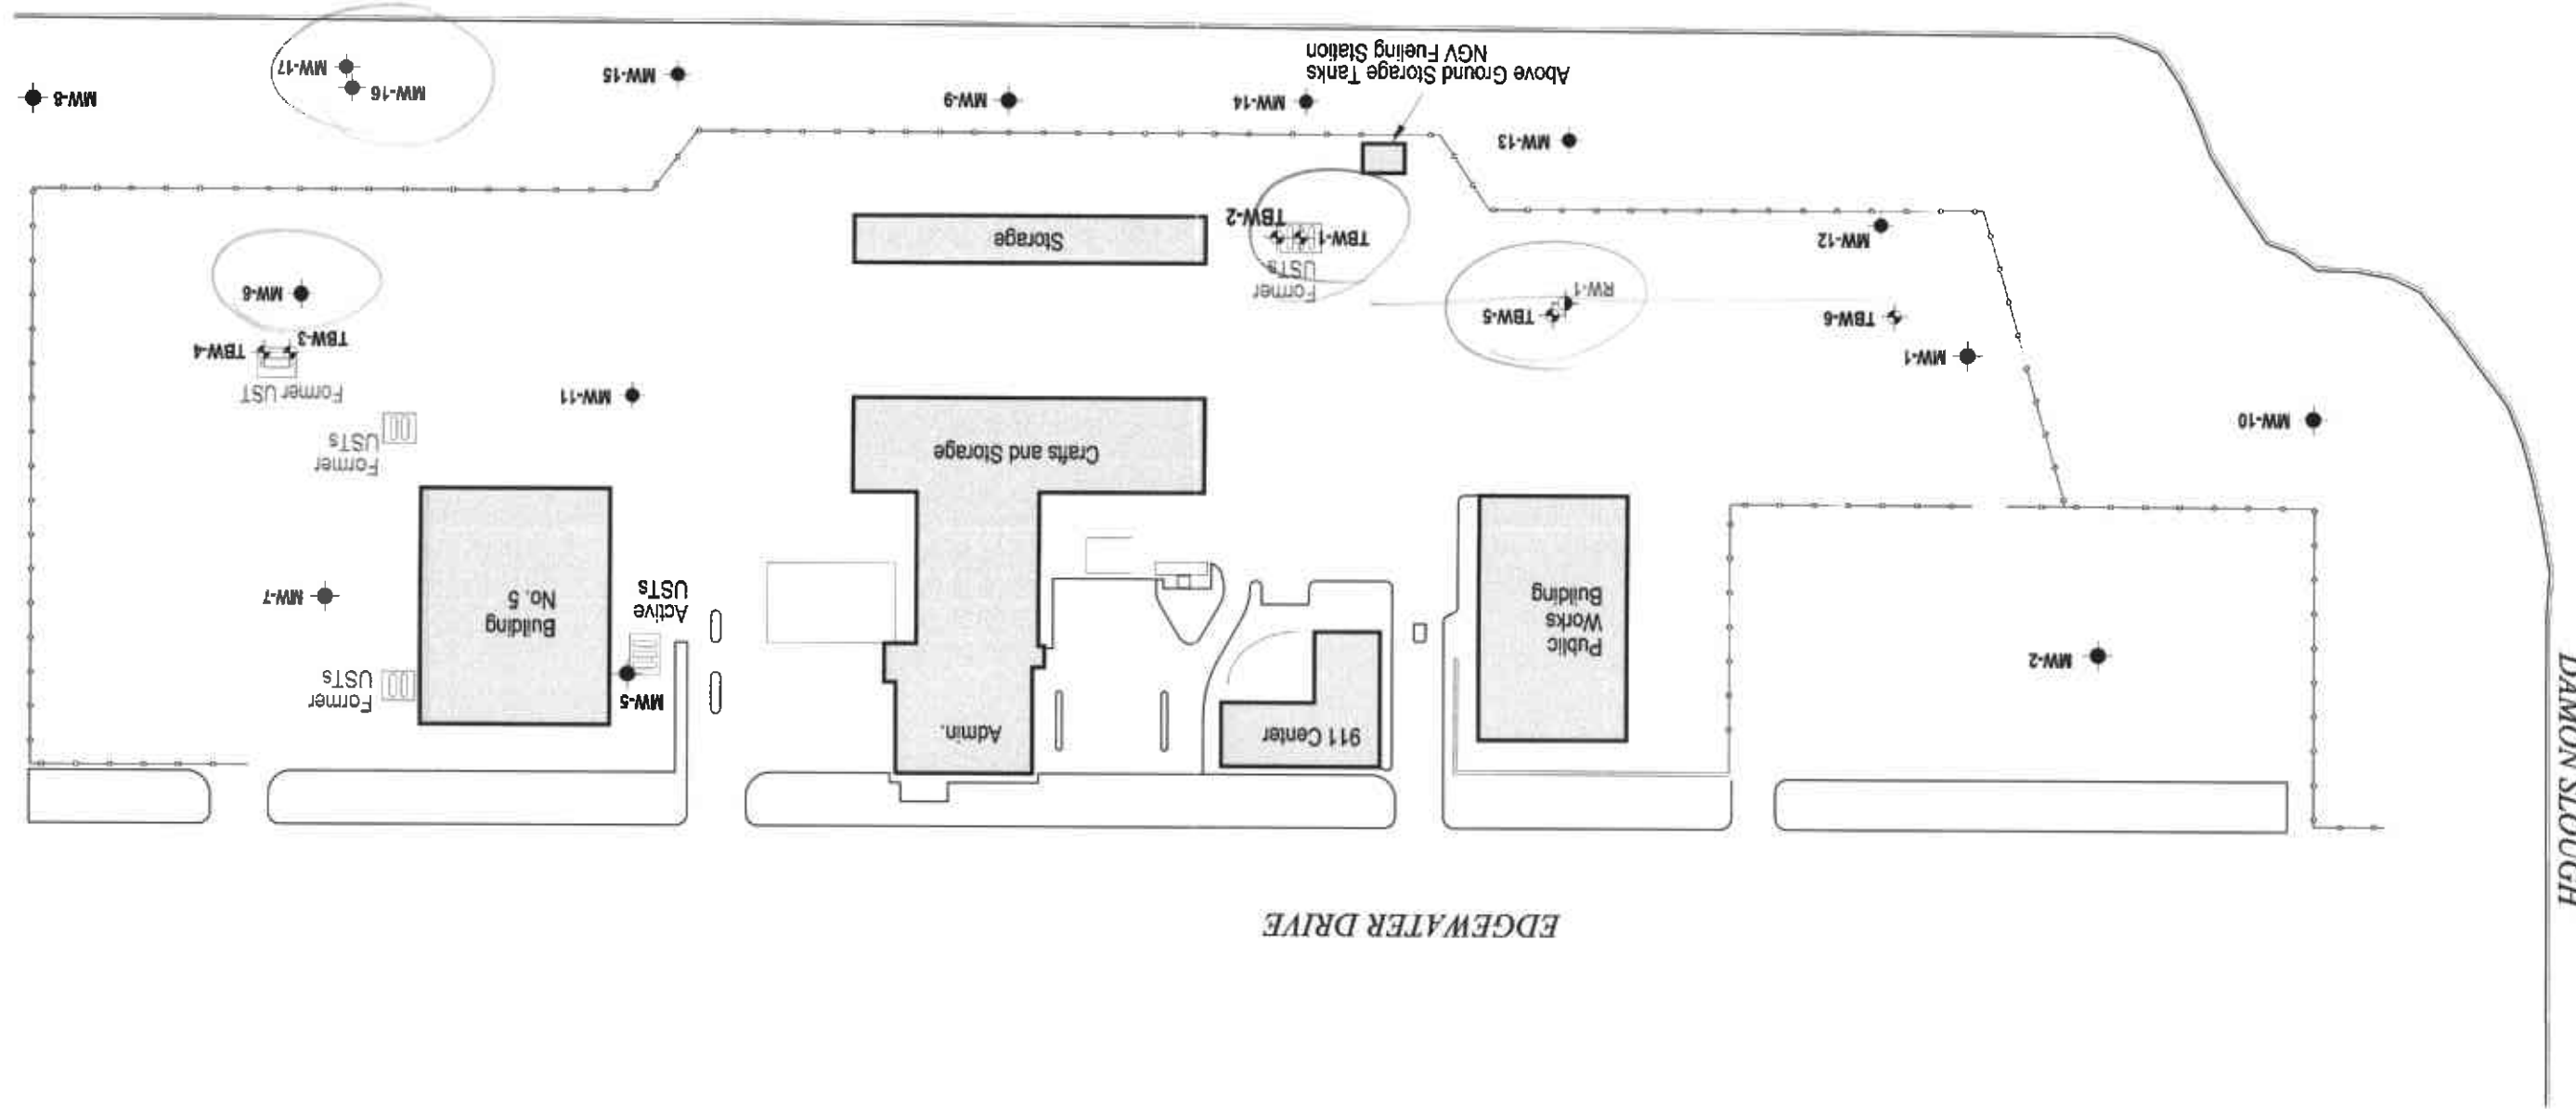 EDGEWATER DRIVE
DAMON SLOUGH
911 Center
Admin.
MW-5
Former
USTs
MW-2
Public
Works
Building
Building
No. 5
Active
USTs
MW-7
Former
USTs
Crafts and Storage
MW-10
MW-11
Former UST
MW-1
TBW-3
TBW-4
TBW-6
TBW-5
RW-1
Former
USTs
MW-6
MW-12
TBW-1
TBW-2
Storage
MW-13
MW-14
MW-9
MW-8
MW-16
Above Ground Storage Tanks
NGV Fueling Station
MW-15
MW-17